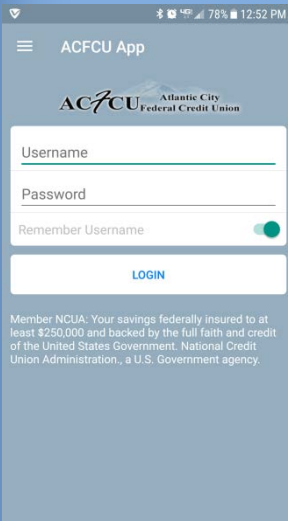 78% 12:52 PM
ACFCU App
ACFCU Atlantic City
Federal Credit Union
Username
Password
Remember Username
LOGIN
Member NCUA: Your savings federally insured to at
least $250,000 and backed by the full faith and credit
of the United States Government. National Credit
Union Administration., a U.S. Government agency.